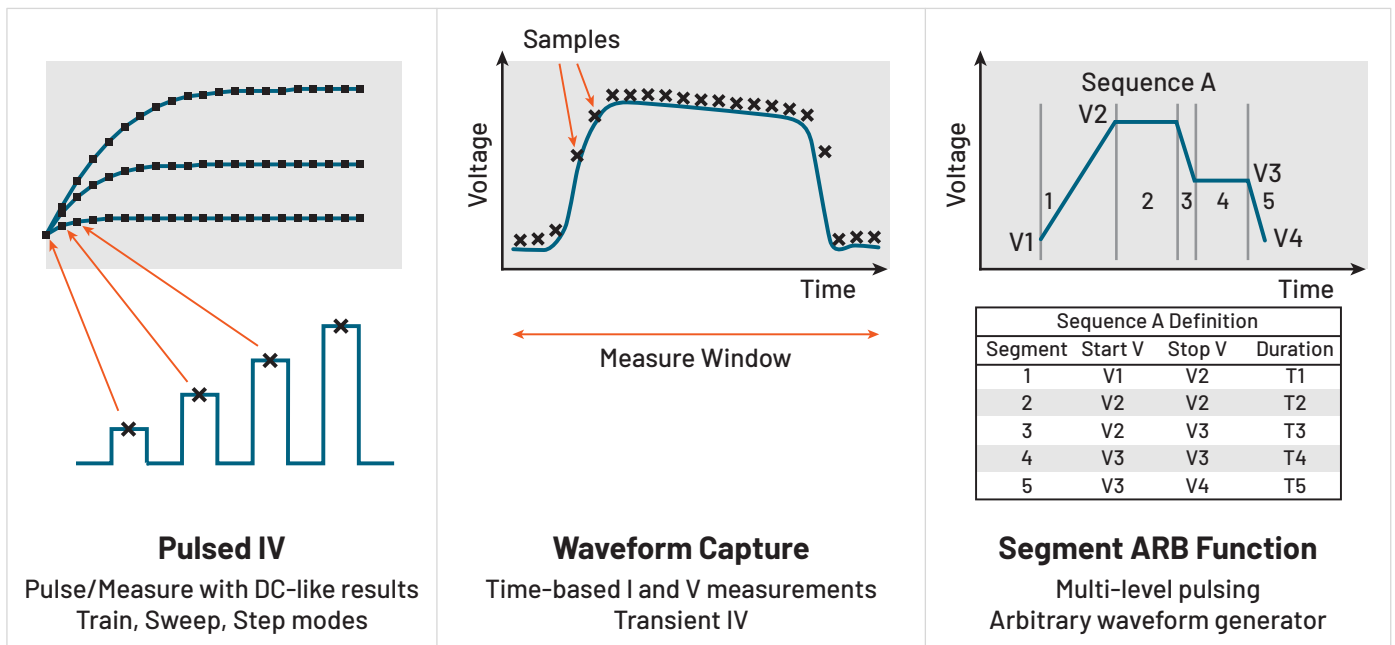 Pulsed IV
Pulse/Measure with DC-like results
Train, Sweep, Step modes
Samples
Voltage
Time
Measure Window
Waveform Capture
Time-based I and V measurements
Transient IV
Sequence A
Voltage
V2
V3
1
2
3
4
5
V1
V4
Time
Sequence A Definition
Segment Start V Stop V Duration
1 V1 V2 T1
2 V2 V2 T2
3 V2 V3 T3
4 V3 V3 T4
5 V3 V4 T5
Segment ARB Function
Multi-level pulsing
Arbitrary waveform generator